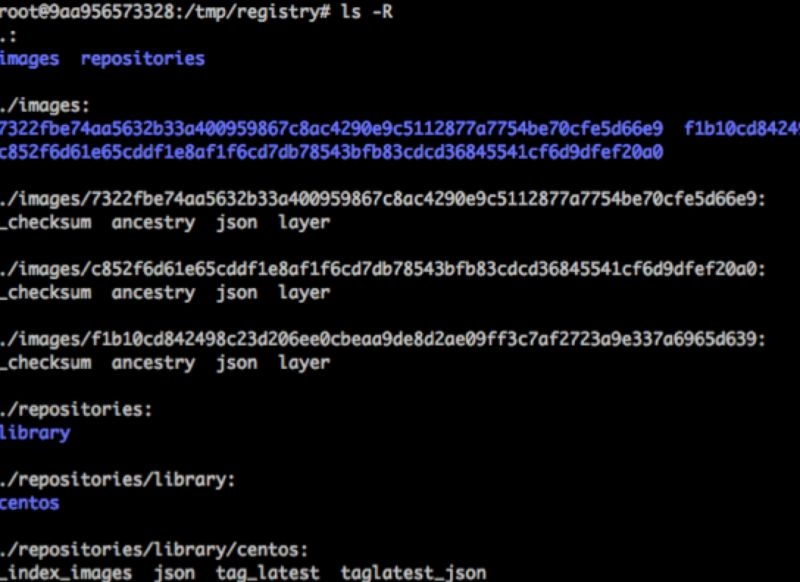 root@9aa956573328:/tmp/registry# ls -R
.:
images  repositories

./images:
7322fbe74aa5632b33a400959867c8ac4290e9c5112877a7754be70cfe5d66e9  f1b10cd8424
c852f6d61e65cddf1e8af1f6cd7db78543bfb83cdcd36845541cf6d9dfef20a0

./images/7322fbe74aa5632b33a400959867c8ac4290e9c5112877a7754be70cfe5d66e9:
_checksum  ancestry  json  layer

./images/c852f6d61e65cddf1e8af1f6cd7db78543bfb83cdcd36845541cf6d9dfef20a0:
_checksum  ancestry  json  layer

./images/f1b10cd842498c23d206ee0cbeaa9de8d2ae09ff3c7af2723a9e337a6965d639:
_checksum  ancestry  json  layer

./repositories:
library

./repositories/library:
centos

./repositories/library/centos:
_index_images  json  tag_latest  taglatest_json